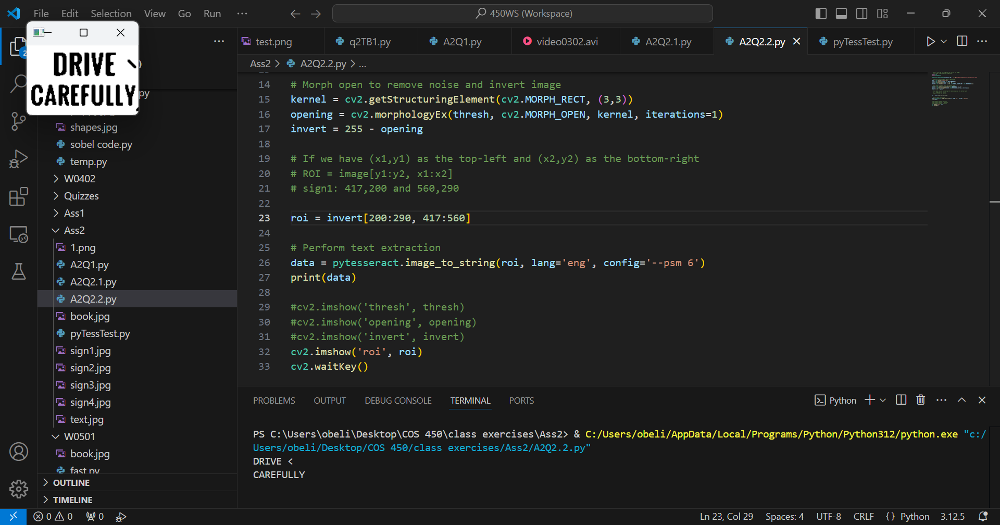 File Edit Selection View Go Run ···
450WS (Workspace)
DRIVE
CAREFULLY
test.png
q2TB1.py
A2Q1.py
video0302.avi
A2Q2.1.py
A2Q2.2.py
pyTessTest.py
Ass2 > A2Q2.2.py > ...
2
)
py
shapes.jpg
sobel code.py
temp.py
W0402
Quizzes
Ass1
Ass2
1.png
A2Q1.py
A2Q2.1.py
A2Q2.2.py
book.jpg
pyTessTest.py
sign1.jpg
sign2.jpg
sign3.jpg
sign4.jpg
text.jpg
W0501
book.jpg
fast.py
OUTLINE
TIMELINE
14 # Morph open to remove noise and invert image
15 kernel = cv2.getStructuringElement(cv2.MORPH_RECT, (3,3))
16 opening = cv2.morphologyEx(thresh, cv2.MORPH_OPEN, kernel, iterations=1)
17 invert = 255 - opening
18
19 # If we have (x1,y1) as the top-left and (x2,y2) as the bottom-right
20 # ROI = image[y1:y2, x1:x2]
21 # sign1: 417,200 and 560,290
22
23 roi = invert[200:290, 417:560]
24
25 # Perform text extraction
26 data = pytesseract.image_to_string(roi, lang='eng', config='--psm 6')
27 print(data)
28
29 #cv2.imshow('thresh', thresh)
30 #cv2.imshow('opening', opening)
31 #cv2.imshow('invert', invert)
32 cv2.imshow('roi', roi)
33 cv2.waitKey()
PROBLEMS OUTPUT DEBUG CONSOLE TERMINAL PORTS
Python
PS C:\Users\obeli\Desktop\COS 450\class exercises\Ass2> & C:/Users/obeli/AppData/Local/Programs/Python/Python312/python.exe "c:/
Users/obeli/Desktop/COS 450/class exercises/Ass2/A2Q2.2.py"
DRIVE <
CAREFULLY
0 0 0
Ln 23, Col 29 Spaces: 4 UTF-8 CRLF {} Python 3.12.5